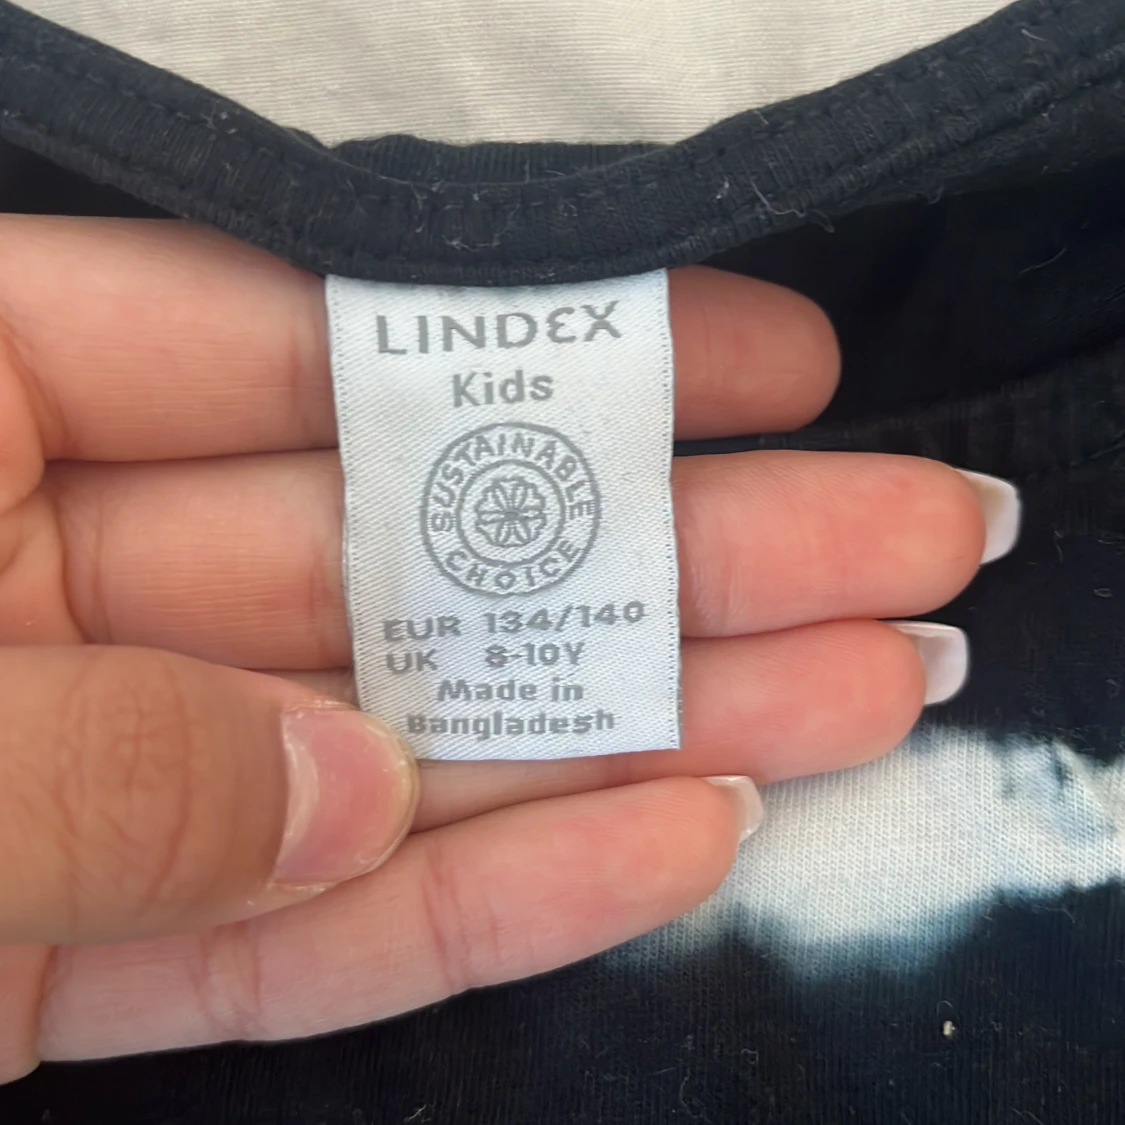 LINDEX
Kids
SUSTAINABLE
CHOICE
EUR 134/140
UK 8-10Y
Made in
Bangladesh